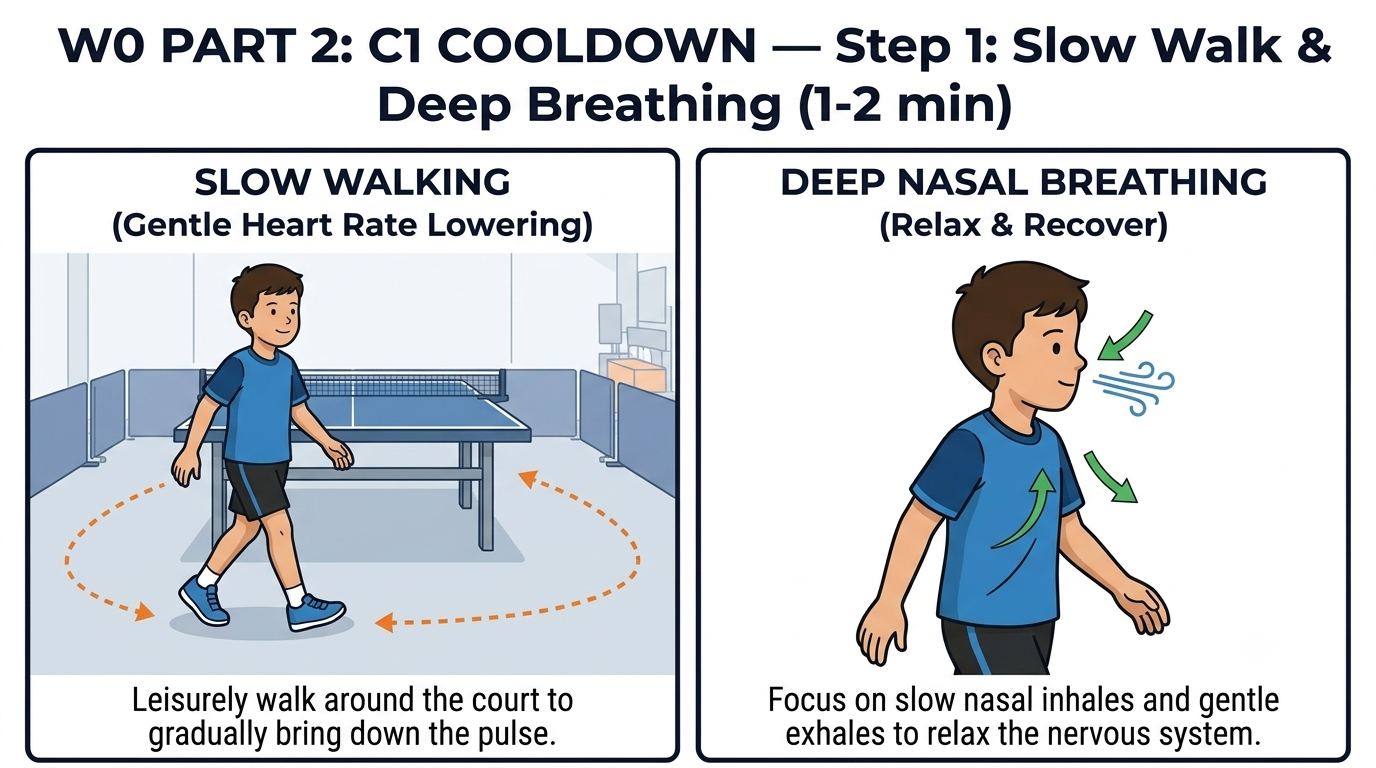 W0 PART 2: C1 COOLDOWN — Step 1: Slow Walk &
Deep Breathing (1-2 min)
SLOW WALKING
(Gentle Heart Rate Lowering)
Leisurely walk around the court to
gradually bring down the pulse.
DEEP NASAL BREATHING
(Relax & Recover)
Focus on slow nasal inhales and gentle
exhales to relax the nervous system.